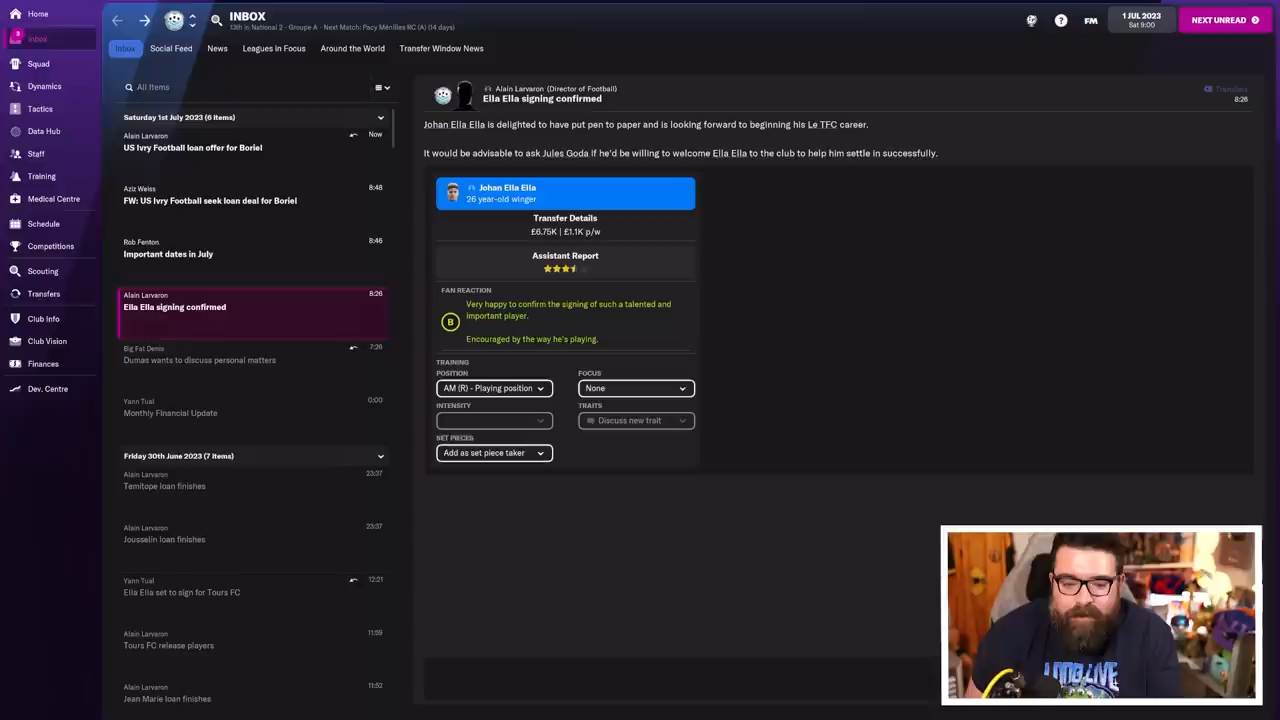 Home
INBOX
13th in National 2 - Groupe A - Next Match: Pacy Ménilles RC (A) (14 days)
FM
1 JUL 2023
Sat 9:00
NEXT UNREAD
Inbox
Squad
Dynamics
Tactics
Data Hub
Staff
Training
Medical Centre
Schedule
Competitions
Scouting
Transfers
Club Info
Club Vision
Finances
Dev. Centre
Inbox
Social Feed
News
Leagues in Focus
Around the World
Transfer Window News
All Items
Saturday 1st July 2023 (6 items)
Alain Larvaron
Now
US Ivry Football loan offer for Boriel
Aziz Weiss
8:48
FW: US Ivry Football seek loan deal for Boriel
Rob Fenton
8:46
Important dates in July
Alain Larvaron
8:26
Ella Ella signing confirmed
Big Fat Denis
7:26
Dumas wants to discuss personal matters
Yann Tual
0:00
Monthly Financial Update
Friday 30th June 2023 (7 items)
Alain Larvaron
23:37
Temitope loan finishes
Alain Larvaron
23:37
Jousselin loan finishes
Yann Tual
12:21
Ella Ella set to sign for Tours FC
Alain Larvaron
11:59
Tours FC release players
Alain Larvaron
11:52
Jean Marie loan finishes
Alain Larvaron (Director of Football)
Ella Ella signing confirmed
Transfers
8:26
Johan Ella Ella is delighted to have put pen to paper and is looking forward to beginning his Le TFC career.
It would be advisable to ask Jules Goda if he'd be willing to welcome Ella Ella to the club to help him settle in successfully.
Johan Ella Ella
26 year-old winger
Transfer Details
£6.75K | £1.1K p/w
Assistant Report
FAN REACTION
B
Very happy to confirm the signing of such a talented and
important player.
Encouraged by the way he's playing.
TRAINING
POSITION
FOCUS
AM (R) - Playing position
None
INTENSITY
TRAITS
Discuss new trait
SET PIECES
Add as set piece taker
LONG LIVE